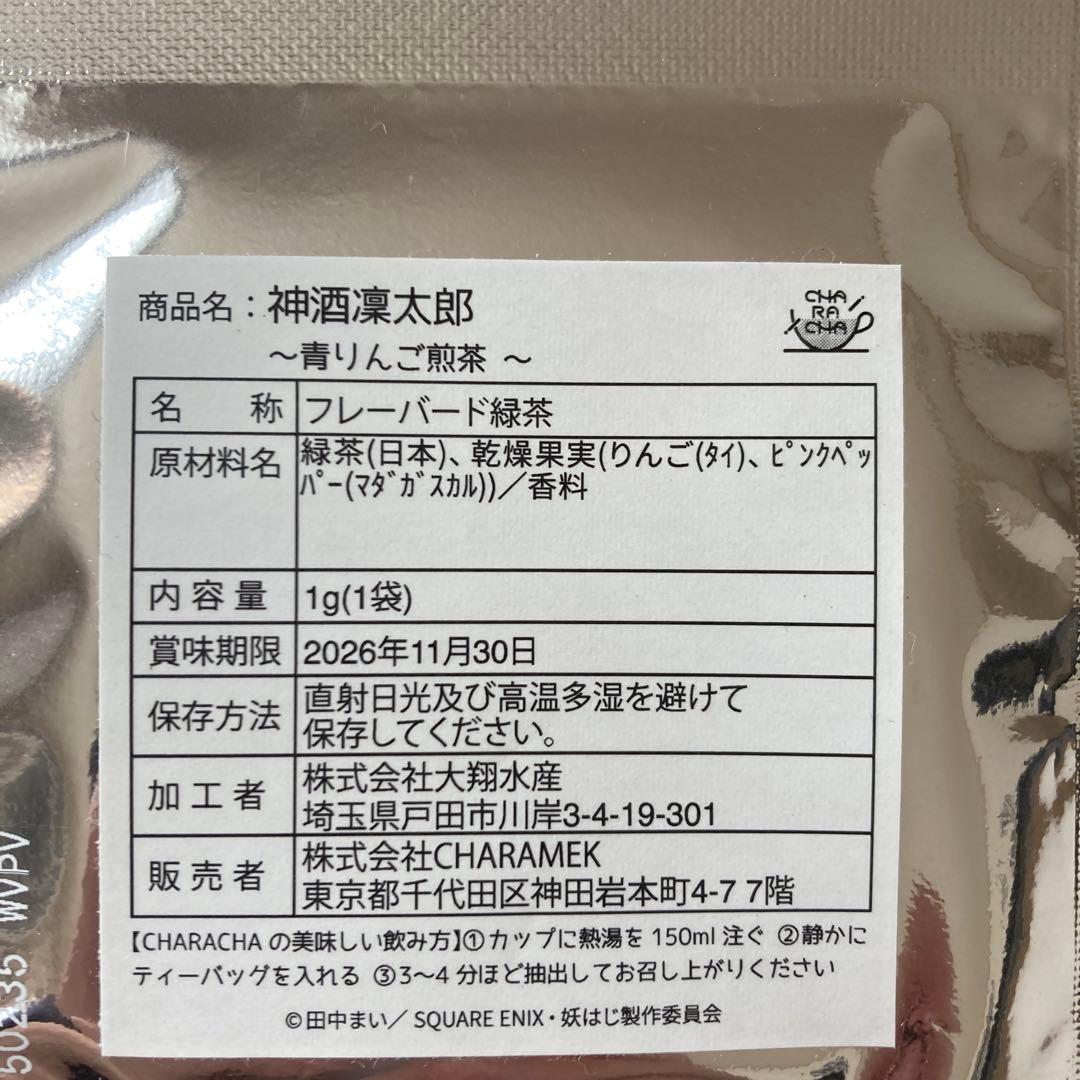 商品名：神酒凜太郎
～青りんご煎茶 ～
CHA
RA
CHA
名　称 フレーバード緑茶
原材料名 緑茶(日本)、乾燥果実(りんご(ﾀｲ)、ﾋﾟﾝｸﾍﾟｯ
ﾊﾟｰ(ﾏﾀﾞｶﾞｽｶﾙ))／香料
内容量 1g(1袋)
賞味期限 2026年11月30日
保存方法 直射日光及び高温多湿を避けて
保存してください。
加工者 株式会社大翔水産
埼玉県戸田市川岸3-4-19-301
販売者 株式会社CHARAMEK
東京都千代田区神田岩本町4-7 7階
【CHARACHA の美味しい飲み方】①カップに熱湯を 150ml 注ぐ ②静かに
ティーバッグを入れる ③3～4 分ほど抽出してお召し上がりください
©田中まい／ SQUARE ENIX・妖はじ製作委員会
50235 WVPV